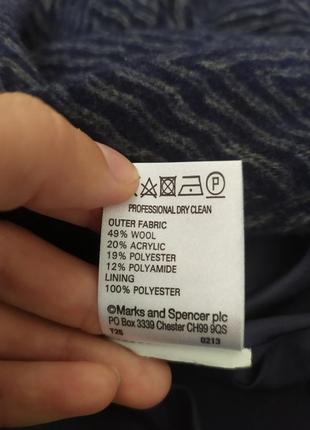 PROFESSIONAL DRY CLEAN
OUTER FABRIC
49% WOOL
20% ACRYLIC
19% POLYESTER
12% POLYAMIDE
LINING
100% POLYESTER
©Marks and Spencer plc
PO Box 3339 Chester CH99 9QS
T25 0213